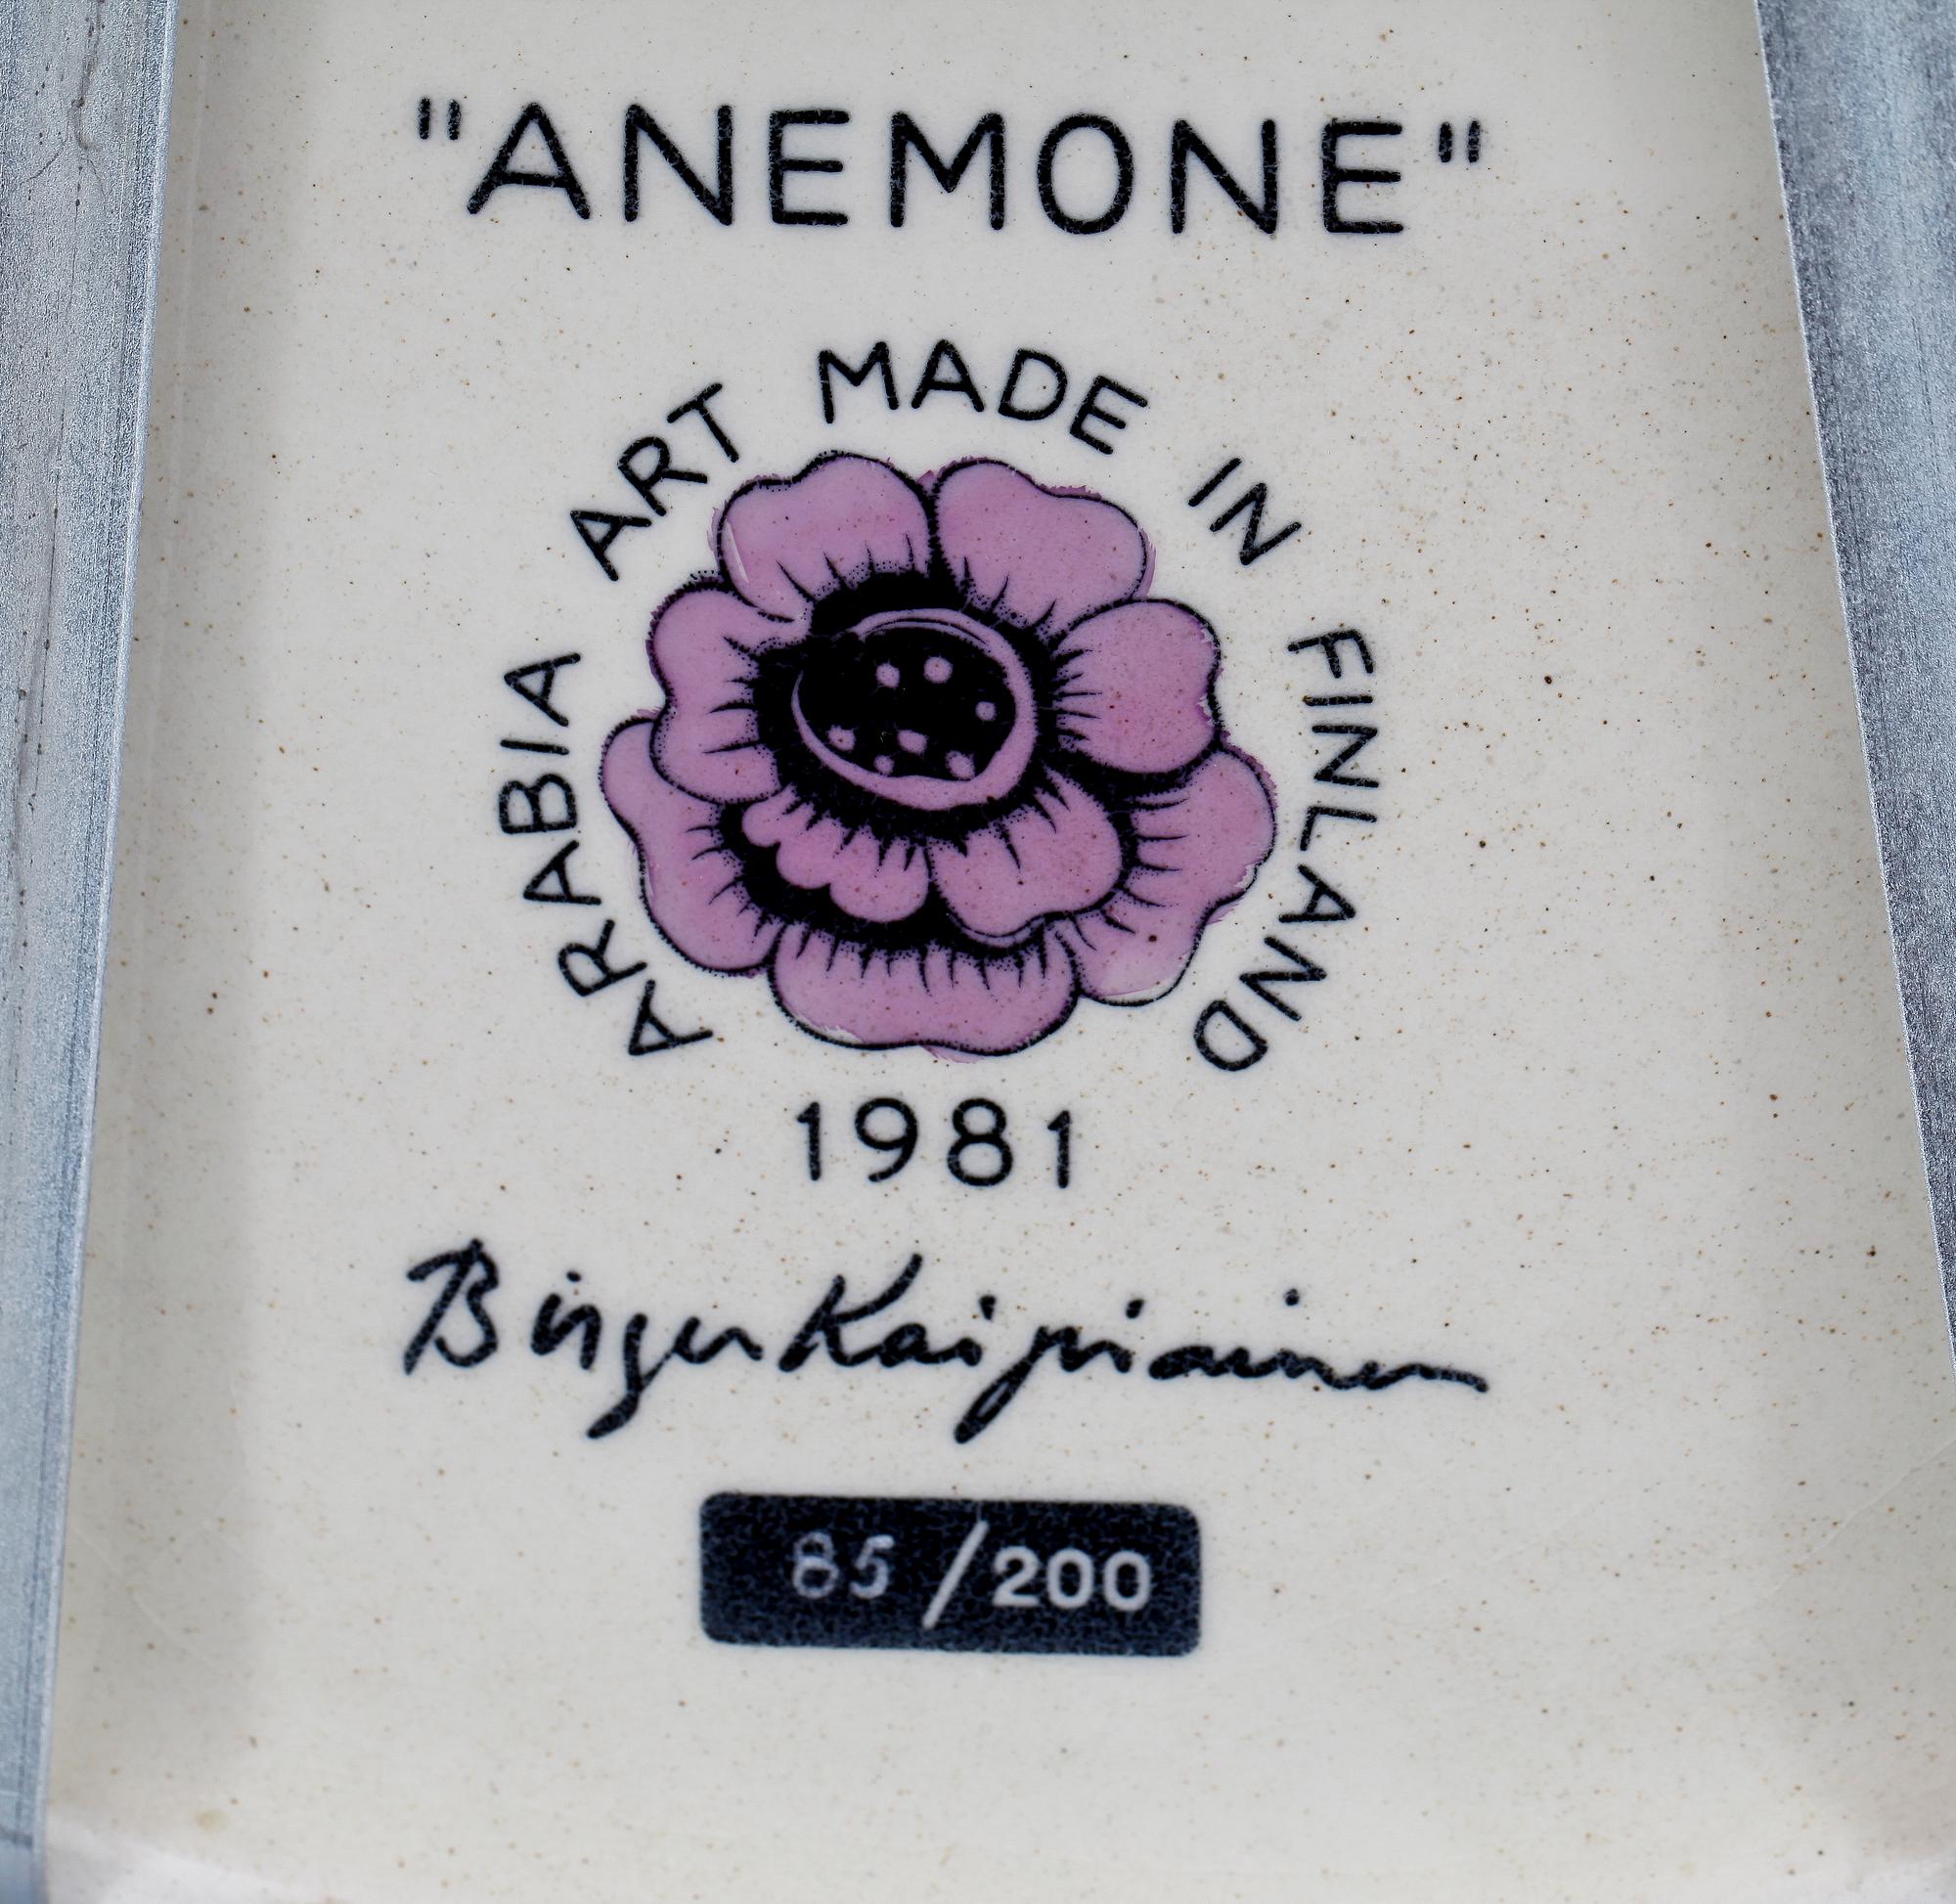 "ANEMONE"
ARABIA ART MADE IN FINLAND
1981
Birger Kaipiainen
85/200